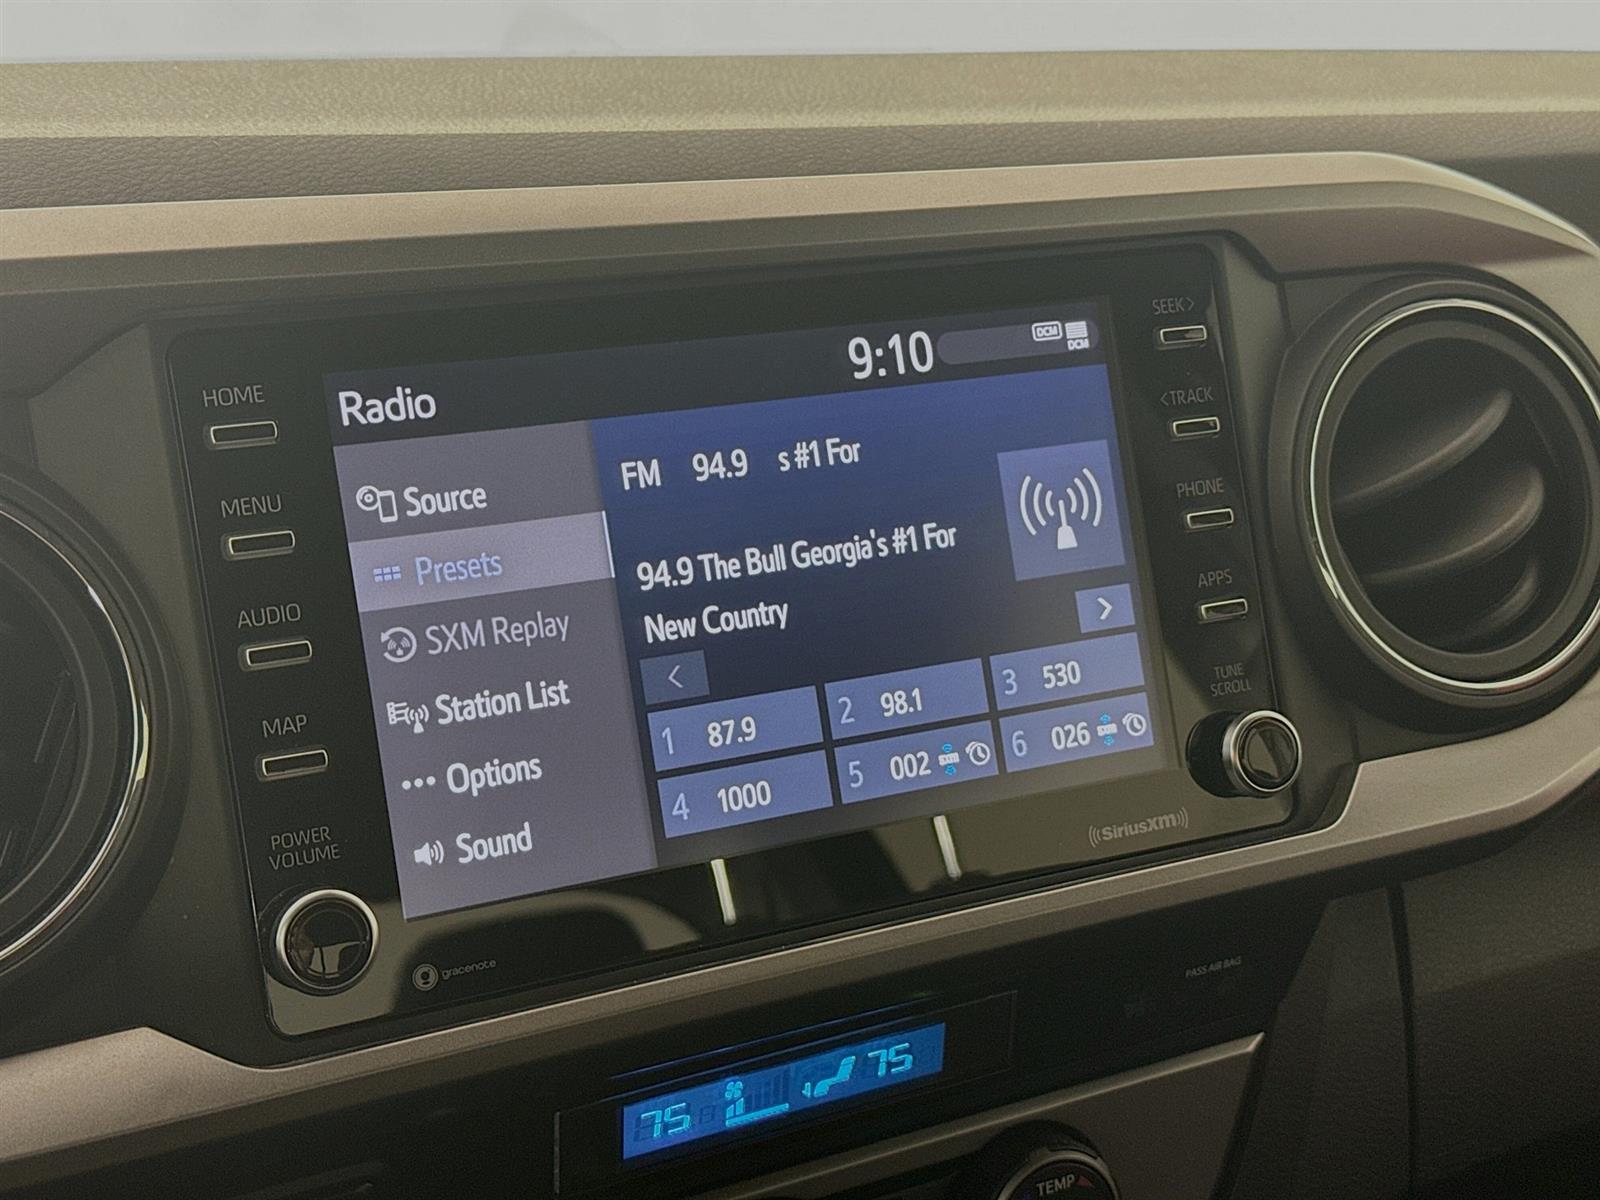 9:10
DCM
DCM
Radio
HOME
MENU
AUDIO
MAP
POWER
VOLUME
Source
Presets
SXM Replay
Station List
Options
Sound
FM 94.9 s #1 For
94.9 The Bull Georgia's #1 For
New Country
<
>
1 87.9
2 98.1
3 530
4 1000
5 002 SXM
6 026 SXM
SEEK >
< TRACK
PHONE
APPS
TUNE
SCROLL
gracenote
((SiriusXM))
PASS AIR BAG
75 75
TEMP